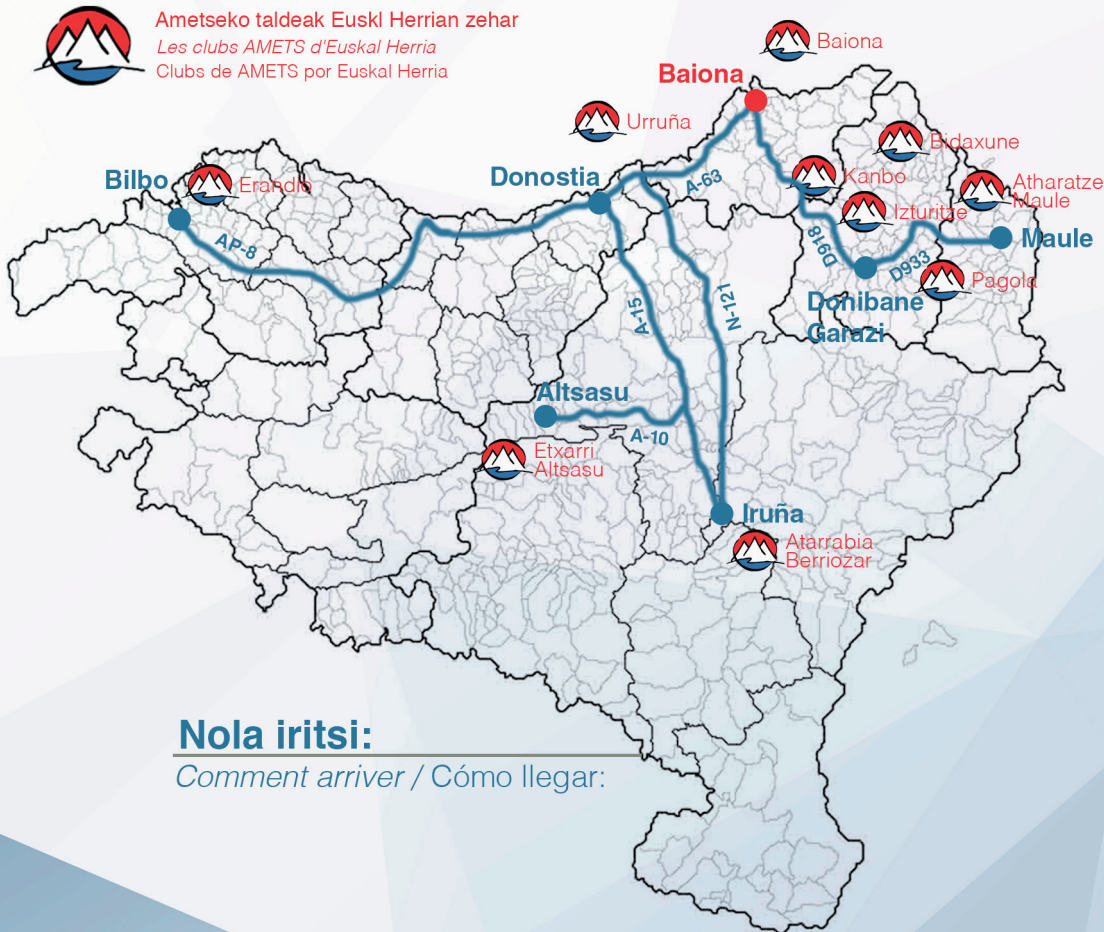 Ametseko taldeak Euskl Herrian zehar
Les clubs AMETS d'Euskal Herria
Clubs de AMETS por Euskal Herria
Baiona
Baiona
Urruña
Bidaxune
Bilbo
Erandio
Donostia
A-63
Kanbo
Atharatze
Maule
Izturitze
AP-8
D918
D933
Maule
Pagola
Donibane
Garazi
A-15
N-121
Altsasu
A-10
Etxarri
Altsasu
Iruña
Atarrabia
Berriozar
Nola iritsi:
Comment arriver / Cómo llegar: